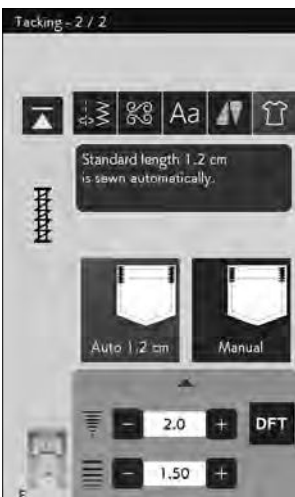 Tacking - 2 / 2
Aa
Standard length 1.2 cm
is sewn automatically.
Auto 1.2 cm Manual
- 2.0 + DFT
- 1.50 +
F